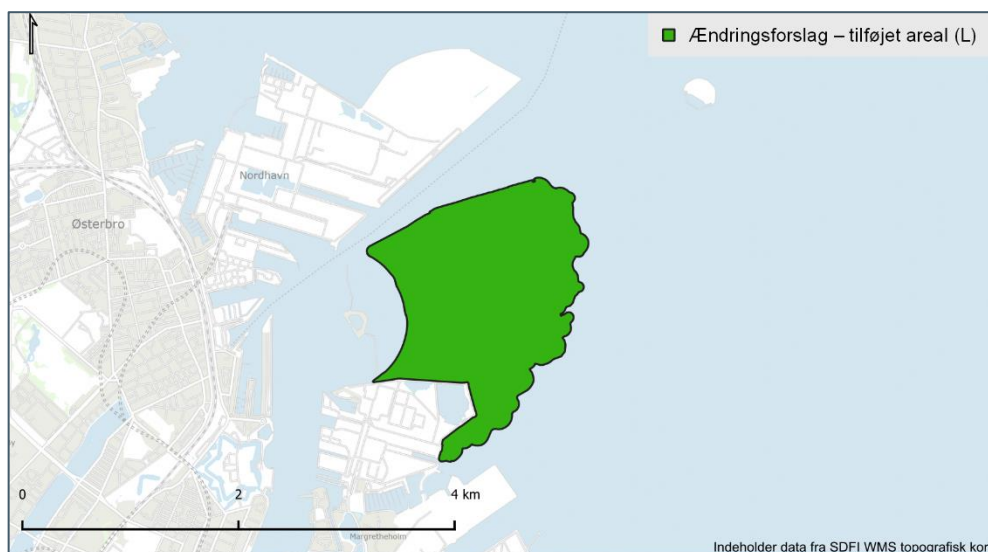 Ændringsforslag – tilføjet areal (L)
Nordhavn
Østerbro
0 2 4 km
Margretheholm
Indeholder data fra SDFI WMS topografisk kor